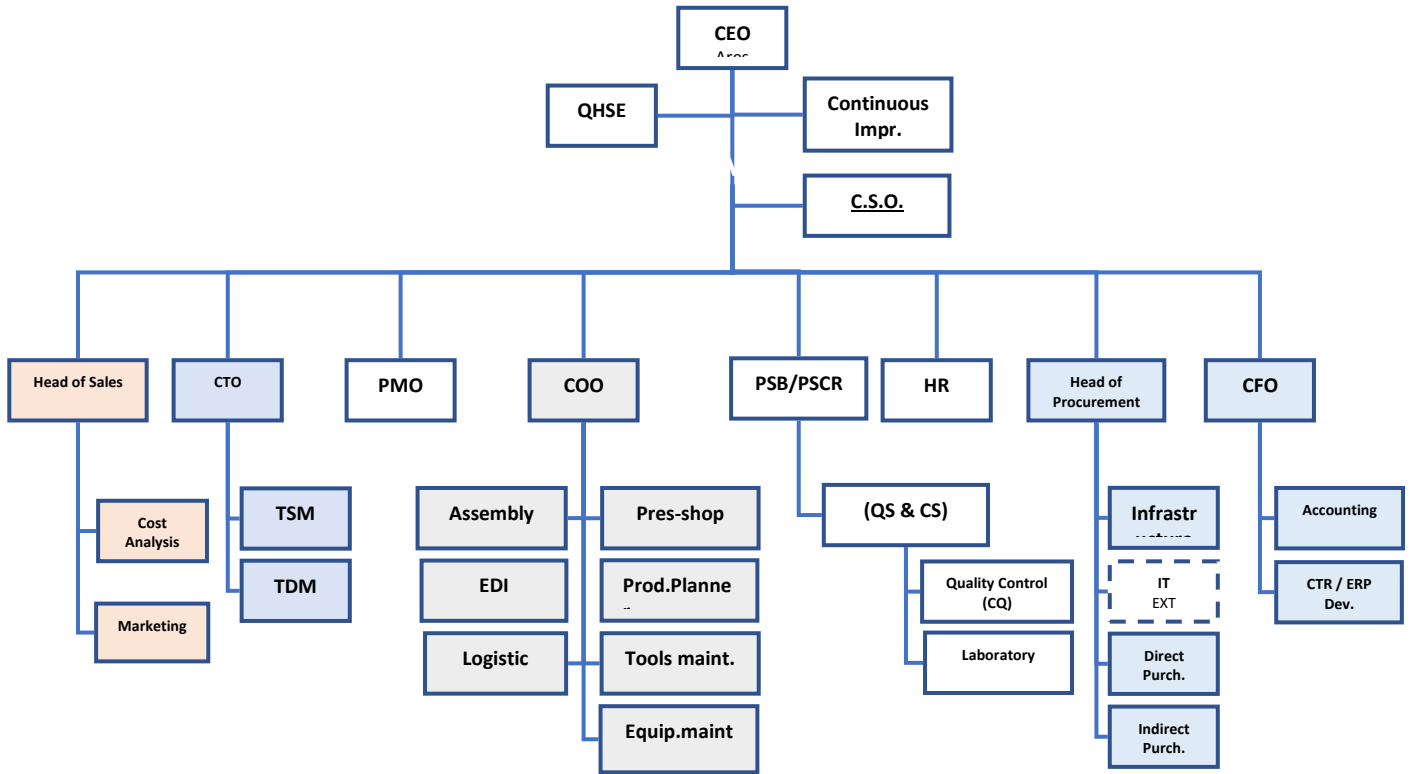 CEO
QHSE
Continuous
Impr.
C.S.O.
Head of Sales
CTO
PMO
COO
PSB/PSCR
HR
Head of
Procurement
CFO
Cost
Analysis
Marketing
TSM
TDM
Assembly
Pres-shop
EDI
Prod.Planne
Logistic
Tools maint.
Equip.maint
(QS & CS)
Quality Control
(CQ)
Laboratory
Infrastr
IT
EXT
Direct
Purch.
Indirect
Purch.
Accounting
CTR / ERP
Dev.